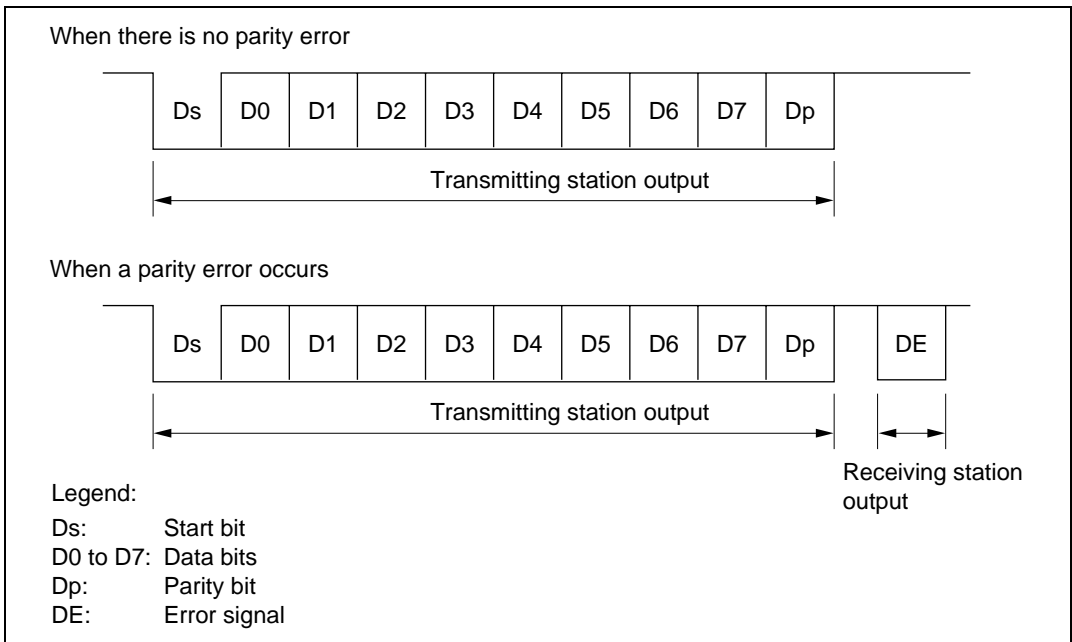 When there is no parity error
Ds D0 D1 D2 D3 D4 D5 D6 D7 Dp
Transmitting station output
When a parity error occurs
Ds D0 D1 D2 D3 D4 D5 D6 D7 Dp DE
Transmitting station output
Receiving station
output
Legend:
Ds: Start bit
D0 to D7: Data bits
Dp: Parity bit
DE: Error signal